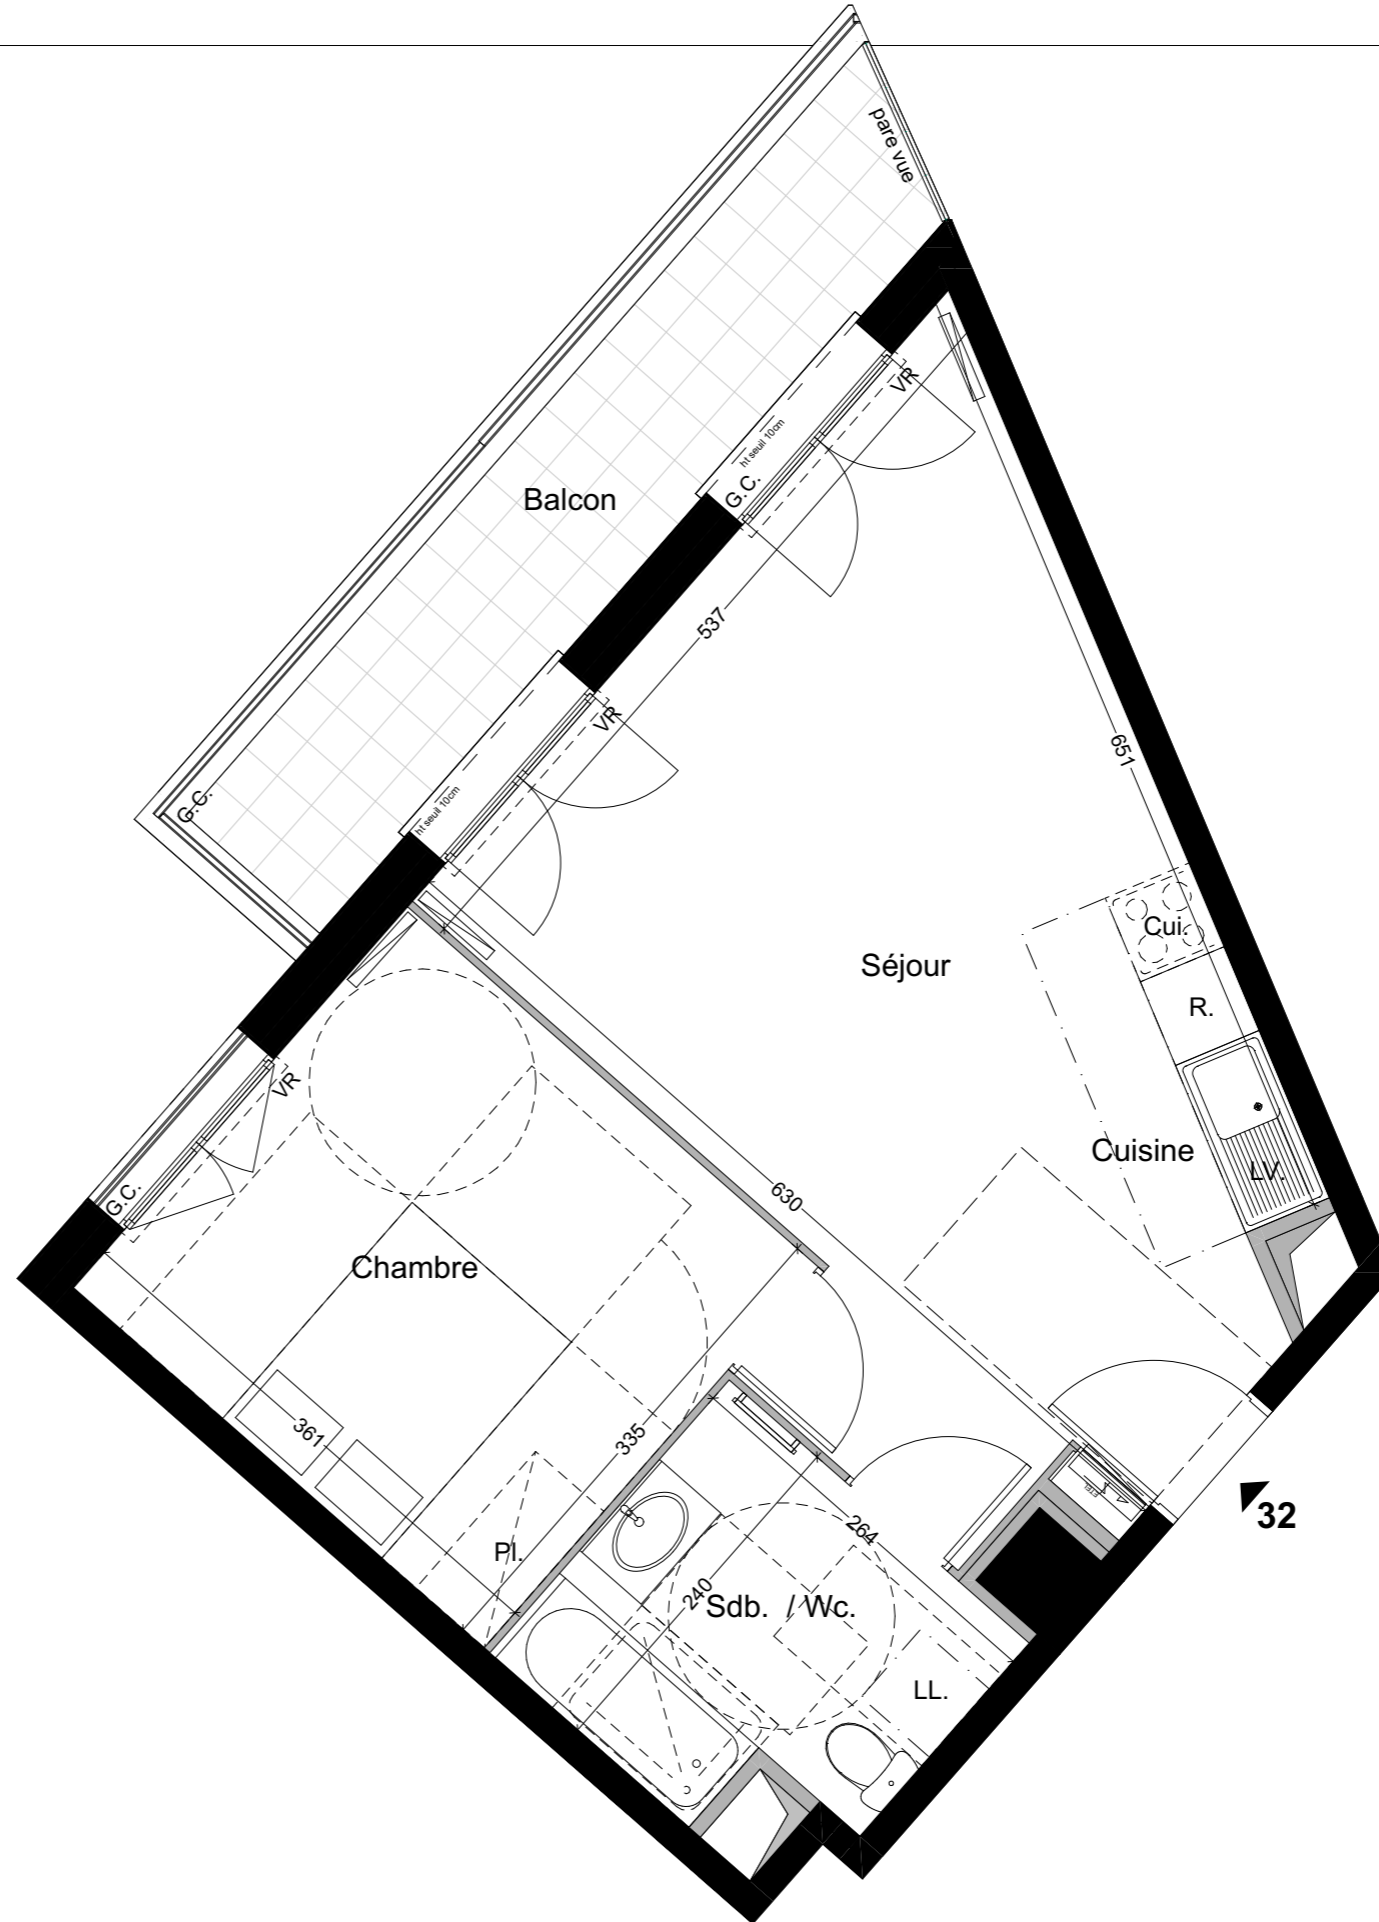 pare vue
VR
ht seuil 10cm
G.C.
Balcon
537
VR
651
G.C.
ht seuil 10cm
Cui.
Séjour
R.
VR
Cuisine
LV.
G.C.
630
Chambre
361
335
32
264
Pl.
240
Sdb. / Wc.
LL.